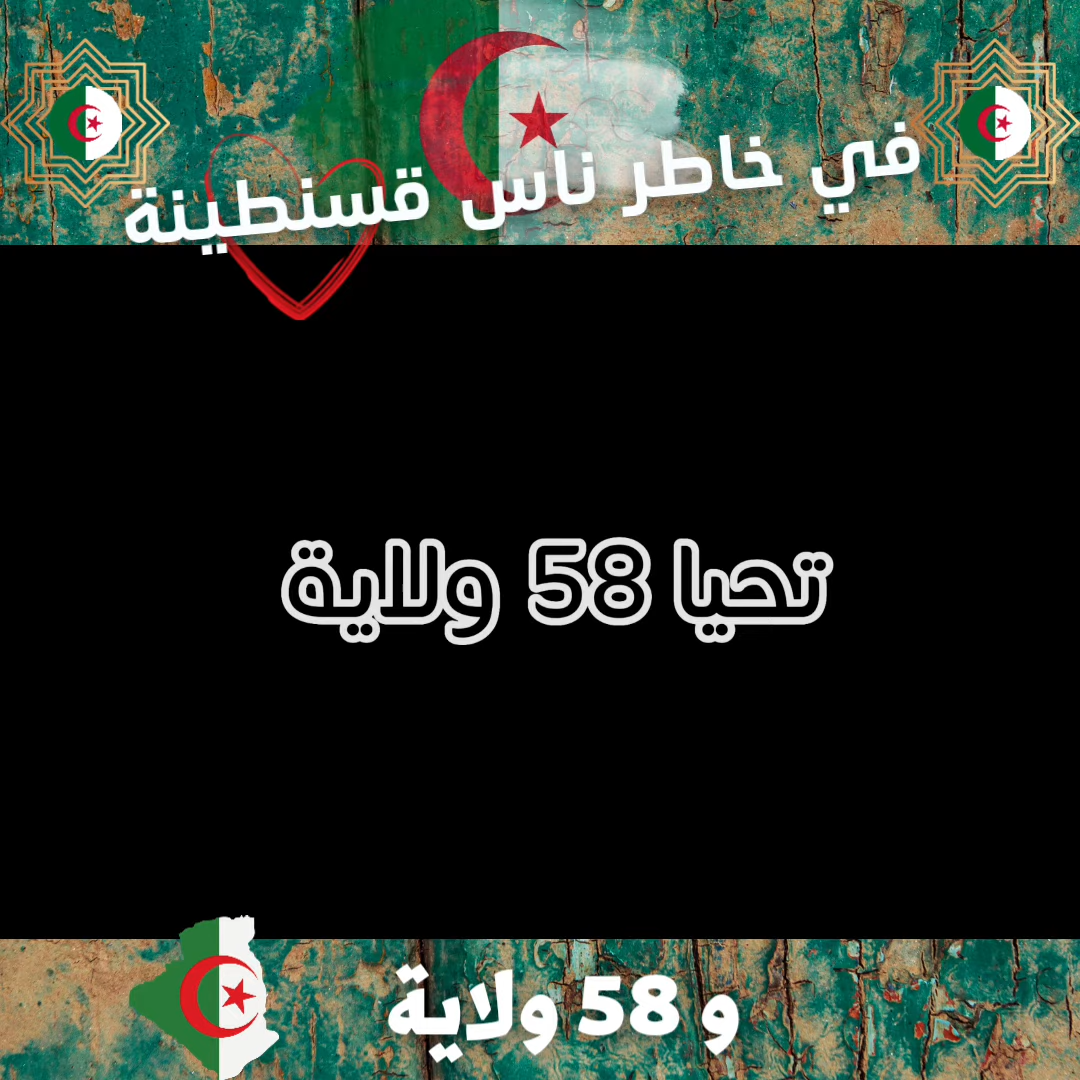 في خاطر ناس قسنطينة
تحيا 58 ولاية
و 58 ولاية